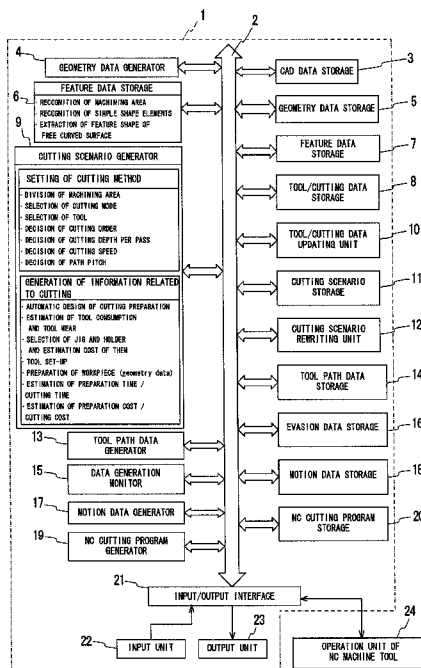 1
2
4
GEOMETRY DATA GENERATOR
CAD DATA STORAGE
3
FEATURE DATA STORAGE
6
· RECOGNITION OF MACHINING AREA
· RECOGNITION OF SIMPLE SHAPE ELEMENTS
· EXTRACTION OF FEATURE SHAPE OF
FREE CURVED SURFACE
GEOMETRY DATA STORAGE
5
FEATURE DATA
STORAGE
7
9
CUTTING SCENARIO GENERATOR
SETTING OF CUTTING METHOD
· DIVISION OF MACHINING AREA
· SELECTION OF CUTTING MODE
· SELECTION OF TOOL
· DECISION OF CUTTING ORDER
· DECISION OF CUTTING DEPTH PER PASS
· DECISION OF CUTTING SPEED
· DECISION OF PATH PITCH
GENERATION OF INFORMATION RELATED
TO CUTTING
· AUTOMATIC DESIGN OF CUTTING PREPARATION
· ESTIMATION OF TOOL CONSUMPTION
AND TOOL WEAR
· SELECTION OF JIG AND HOLDER
AND ESTIMATION COST OF THEM
· TOOL SET-UP
· PREPARATION OF WORKPIECE (geometry data)
· ESTIMATION OF PREPARATION TIME /
CUTTING TIME
· ESTIMATION OF PREPARATION COST /
CUTTING COST
TOOL/CUTTING DATA
STORAGE
8
TOOL/CUTTING DATA
UPDATING UNIT
10
CUTTING SCENARIO
STORAGE
11
CUTTING SCENARIO
REWRITING UNIT
12
TOOL PATH DATA
STORAGE
14
13
TOOL PATH DATA
GENERATOR
EVASION DATA STORAGE
16
15
DATA GENERATION
MONITOR
MOTION DATA STORAGE
18
17
MOTION DATA GENERATOR
NC CUTTING PROGRAM
STORAGE
20
19
NC CUTTING PROGRAM
GENERATOR
21
INPUT/OUTPUT INTERFACE
22
INPUT UNIT
23
OUTPUT UNIT
24
OPERATION UNIT OF
NC MACHINE TOOL